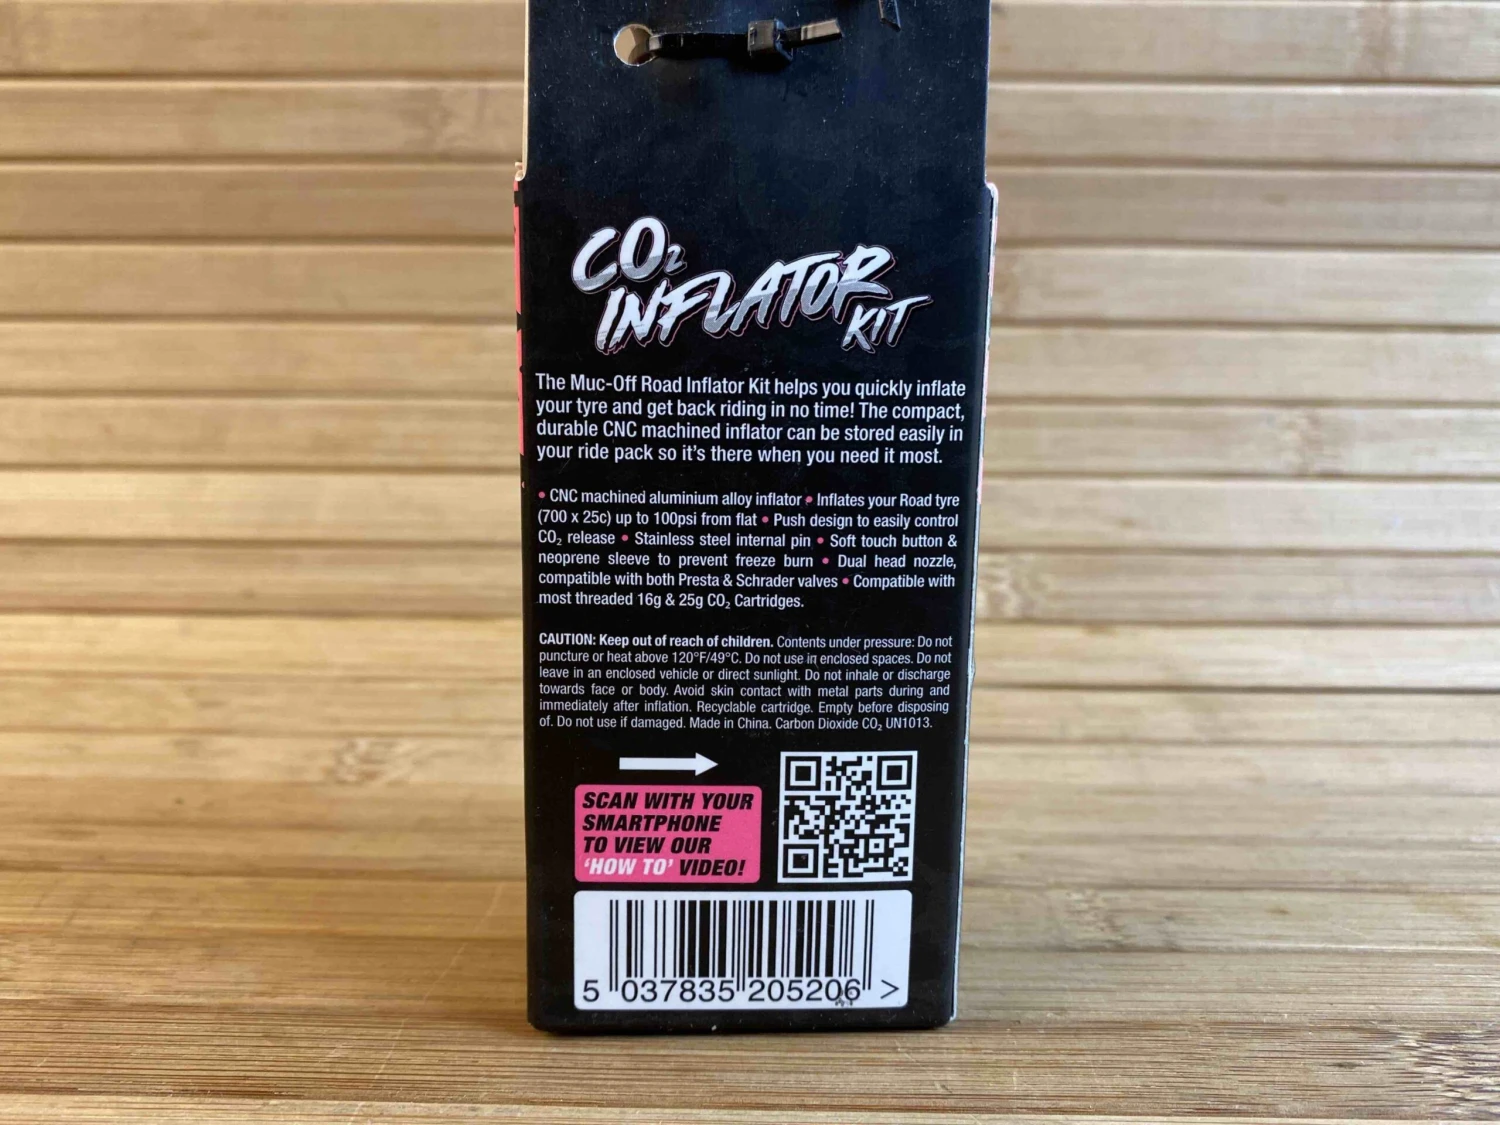 CO₂
INFLATOR
KIT
The Muc-Off Road Inflator Kit helps you quickly inflate
your tyre and get back riding in no time! The compact,
durable CNC machined inflator can be stored easily in
your ride pack so it's there when you need it most.
• CNC machined aluminium alloy inflator • Inflates your Road tyre
(700 x 25c) up to 100psi from flat • Push design to easily control
CO₂ release • Stainless steel internal pin • Soft touch button &
neoprene sleeve to prevent freeze burn • Dual head nozzle,
compatible with both Presta & Schrader valves • Compatible with
most threaded 16g & 25g CO₂ Cartridges.
CAUTION: Keep out of reach of children. Contents under pressure: Do not
puncture or heat above 120°F/49°C. Do not use in enclosed spaces. Do not
leave in an enclosed vehicle or direct sunlight. Do not inhale or discharge
towards face or body. Avoid skin contact with metal parts during and
immediately after inflation. Recyclable cartridge. Empty before disposing
of. Do not use if damaged. Made in China. Carbon Dioxide CO₂ UN1013.
SCAN WITH YOUR
SMARTPHONE
TO VIEW OUR
'HOW TO' VIDEO!
5 037835 205206 >